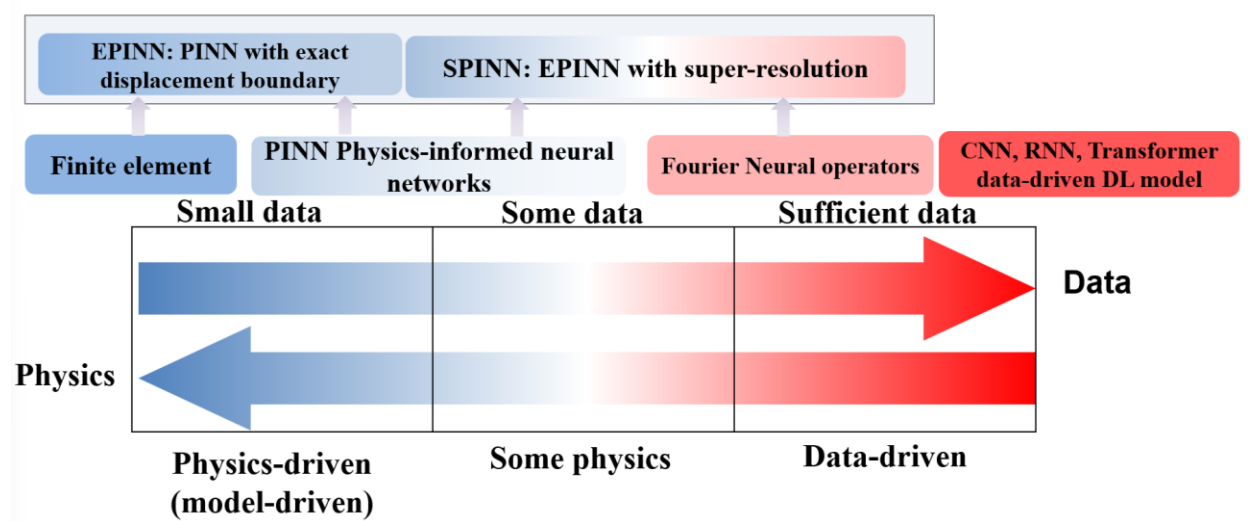 EPINN: PINN with exact
displacement boundary
SPINN: EPINN with super-resolution
Finite element
PINN Physics-informed neural
networks
Fourier Neural operators
CNN, RNN, Transformer
data-driven DL model
Small data
Some data
Sufficient data
Data
Physics
Physics-driven
(model-driven)
Some physics
Data-driven